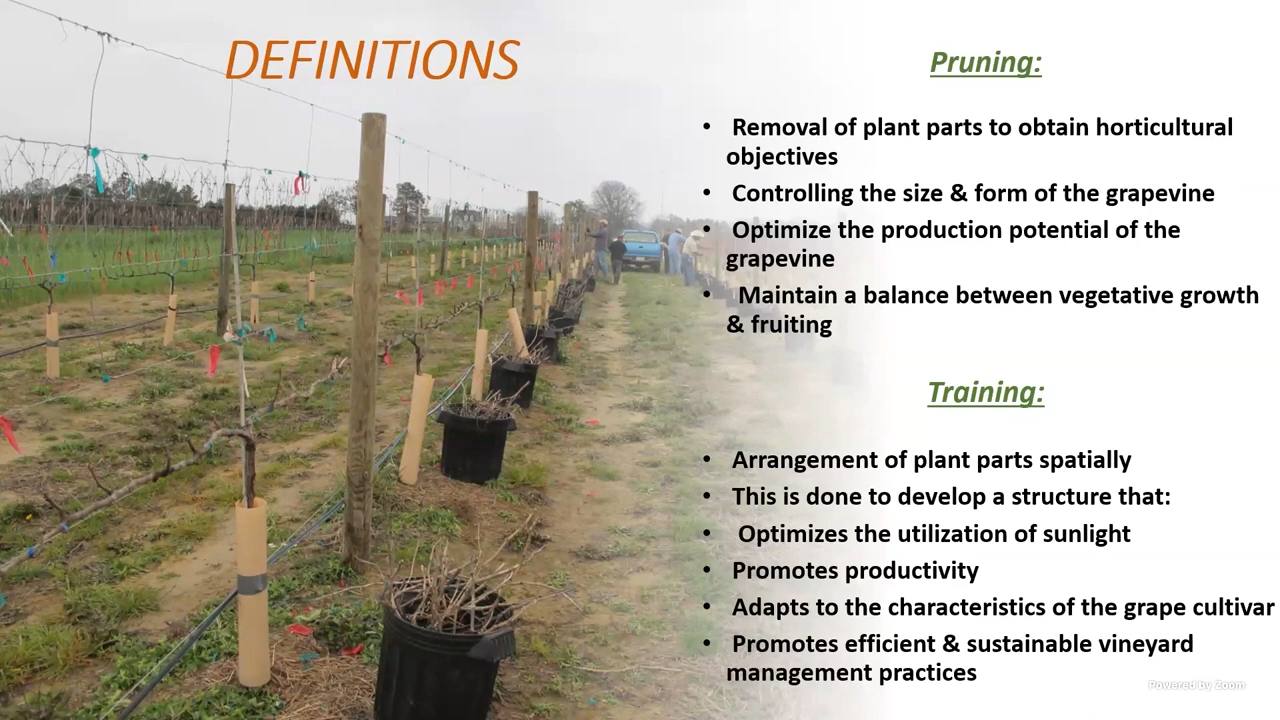 DEFINITIONS
Pruning:
• Removal of plant parts to obtain horticultural
objectives
• Controlling the size & form of the grapevine
• Optimize the production potential of the
grapevine
• Maintain a balance between vegetative growth
& fruiting
Training:
• Arrangement of plant parts spatially
• This is done to develop a structure that:
• Optimizes the utilization of sunlight
• Promotes productivity
• Adapts to the characteristics of the grape cultivar
• Promotes efficient & sustainable vineyard
management practices
Powered by Zoom